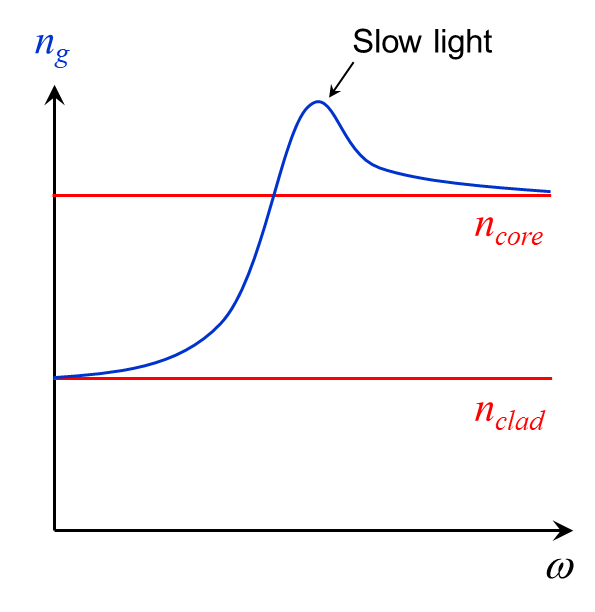 n_g
Slow light
n_core
n_clad
ω